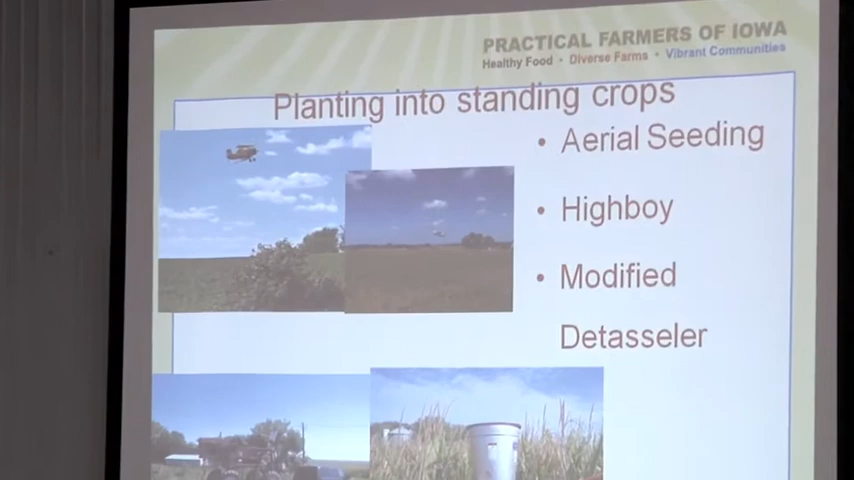 PRACTICAL FARMERS OF IOWA
Healthy Food • Diverse Farms • Vibrant Communities
Planting into standing crops
• Aerial Seeding
• Highboy
• Modified
Detasseler